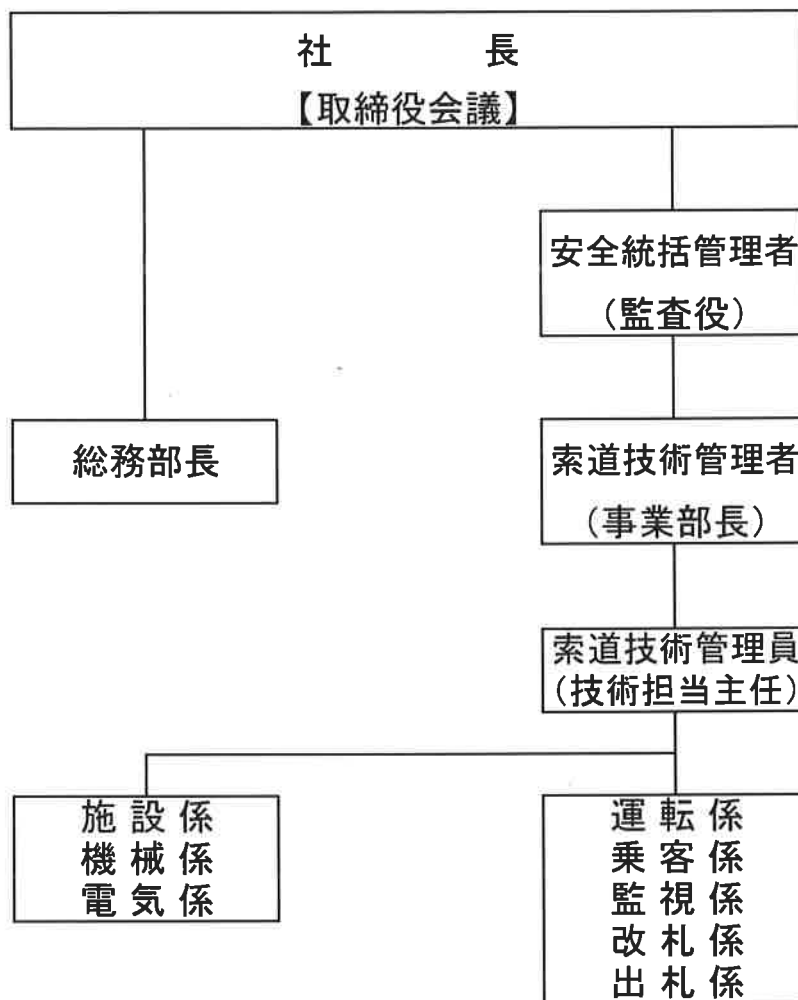 社　　　長
【取締役会議】
安全統括管理者
（監査役）
総務部長
索道技術管理者
（事業部長）
索道技術管理員
（技術担当主任）
施設係
機械係
電気係
運転係
乗客係
監視係
改札係
出札係